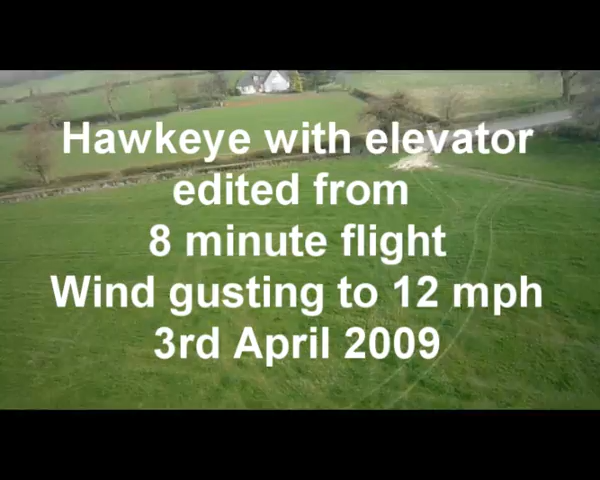 Hawkeye with elevator
edited from
8 minute flight
Wind gusting to 12 mph
3rd April 2009